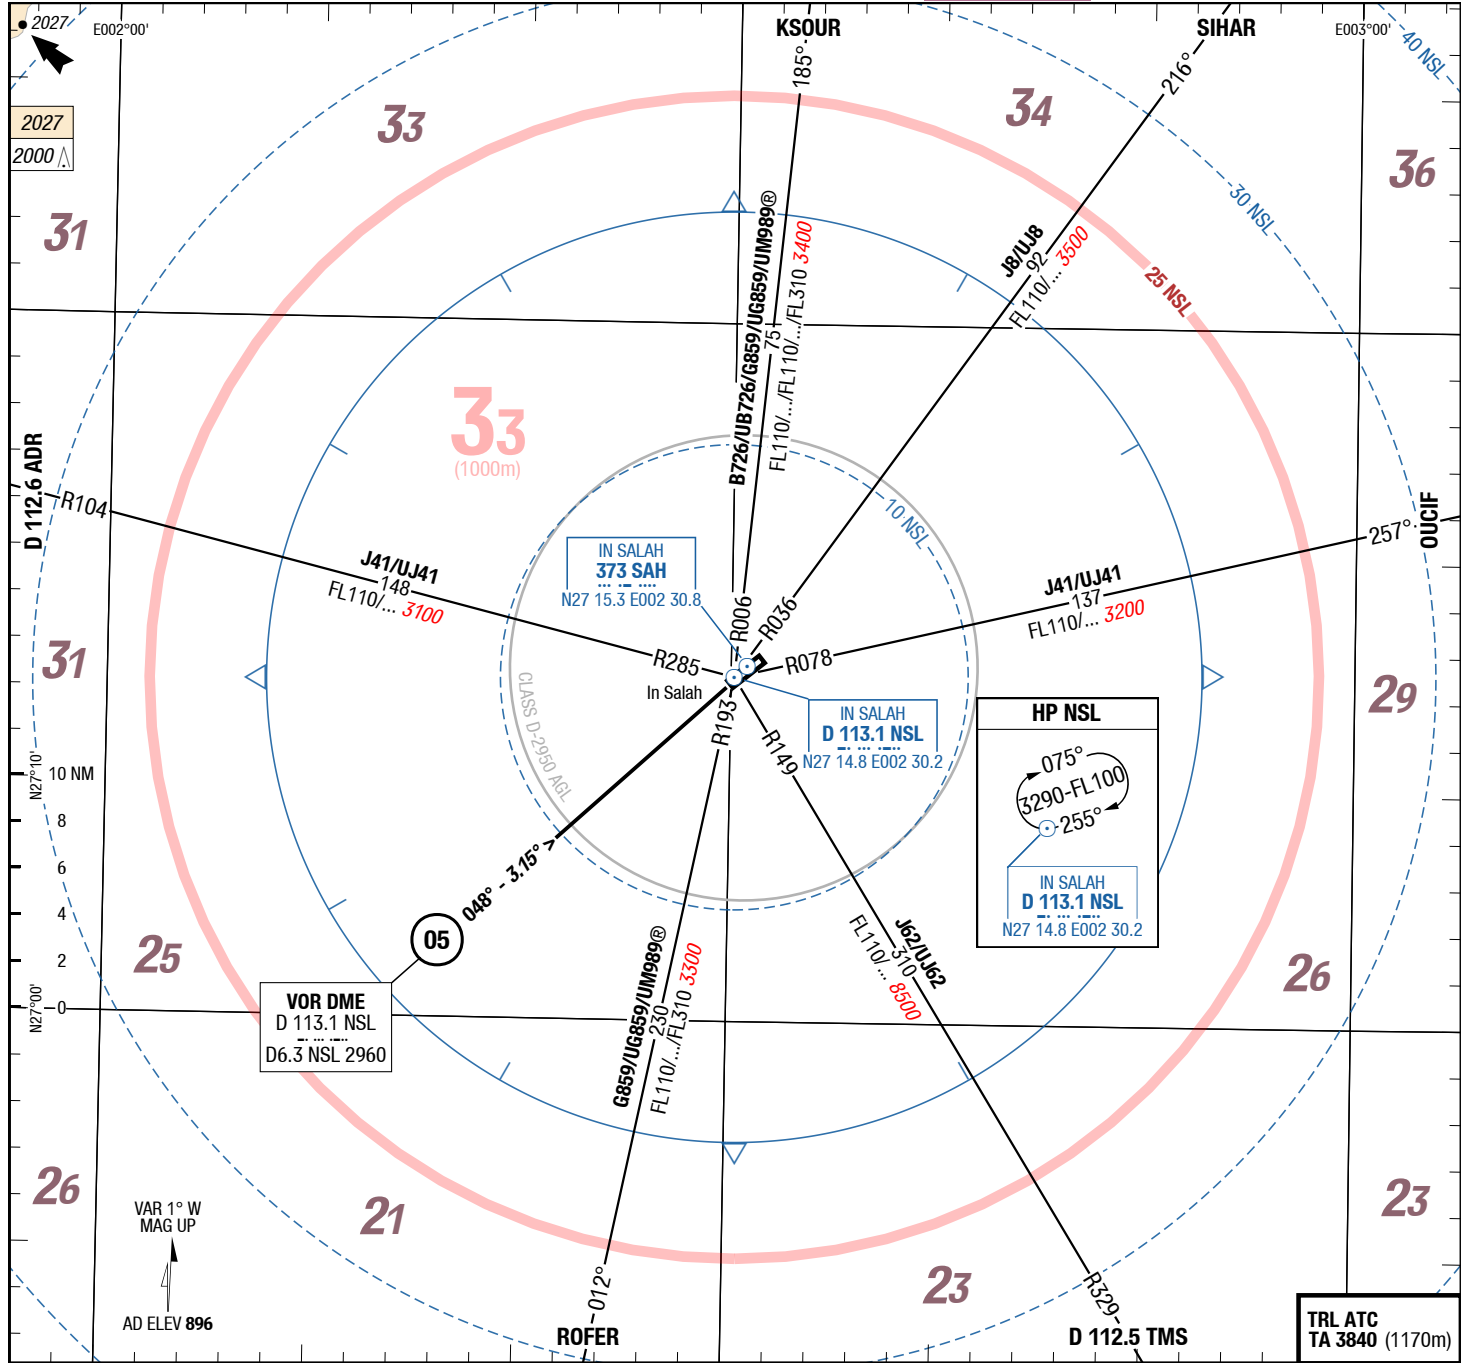 2027
E002°00'
KSOUR
SIHAR
E003°00'
40 NSL
185°
216°
33
34
36
2027
2000
31
30 NSL
B726/UB726/G859/UG859/UM989®
75
FL110/.../FL110/.../FL310 3400
J8/UJ8
92
FL110/... 3500
25 NSL
33
(1000m)
D 112.6 ADR
R104
10 NSL
257°
OUCIF
IN SALAH
373 SAH
N27 15.3 E002 30.8
J41/UJ41
148
FL110/... 3100
J41/UJ41
137
FL110/... 3200
R006
R036
31
R285
R078
In Salah
CLASS D-2950 AGL
R193
R149
IN SALAH
D 113.1 NSL
N27 14.8 E002 30.2
29
HP NSL
075°
3290-FL100
255°
IN SALAH
D 113.1 NSL
N27 14.8 E002 30.2
N27°10'
10 NM
8
6
4
2
0
N27°00'
048° - 3.15° >
05
25
26
VOR DME
D 113.1 NSL
D6.3 NSL 2960
G859/UG859/UM989®
230
FL110/.../FL310 3300
J62/UJ62
310
FL110/... 8500
26
21
23
23
VAR 1° W
MAG UP
AD ELEV 896
012°
ROFER
R329
D 112.5 TMS
TRL ATC
TA 3840 (1170m)